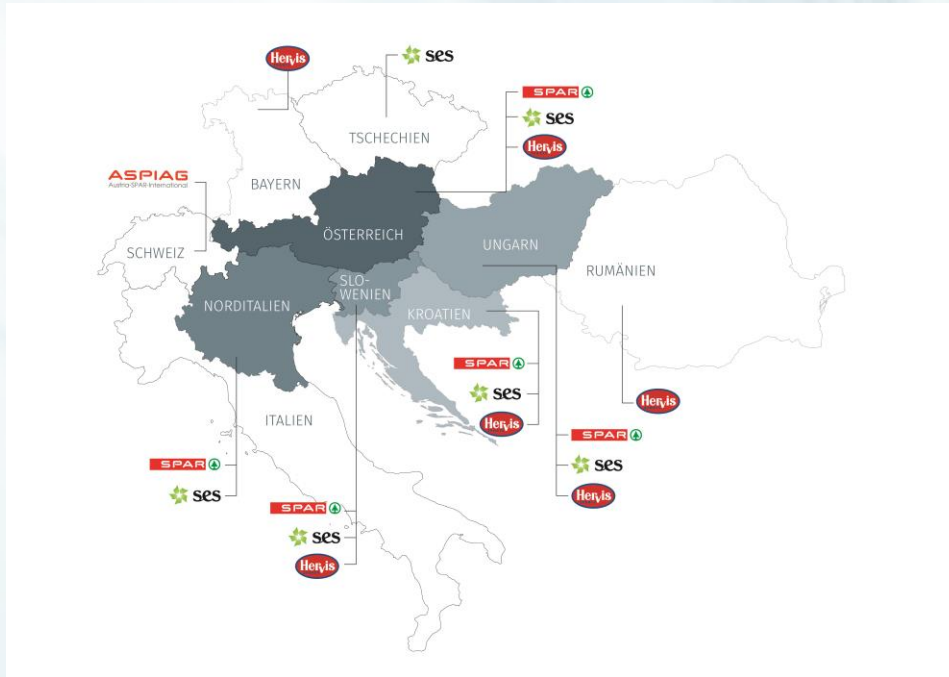 Hervis
ses
SPAR
ses
Hervis
TSCHECHIEN
ASPIAG
Austria-SPAR-International
BAYERN
ÖSTERREICH
SCHWEIZ
UNGARN
RUMÄNIEN
SLO-
WENIEN
NORDITALIEN
KROATIEN
SPAR
ses
Hervis
Hervis
ITALIEN
SPAR
ses
Hervis
SPAR
ses
SPAR
ses
Hervis